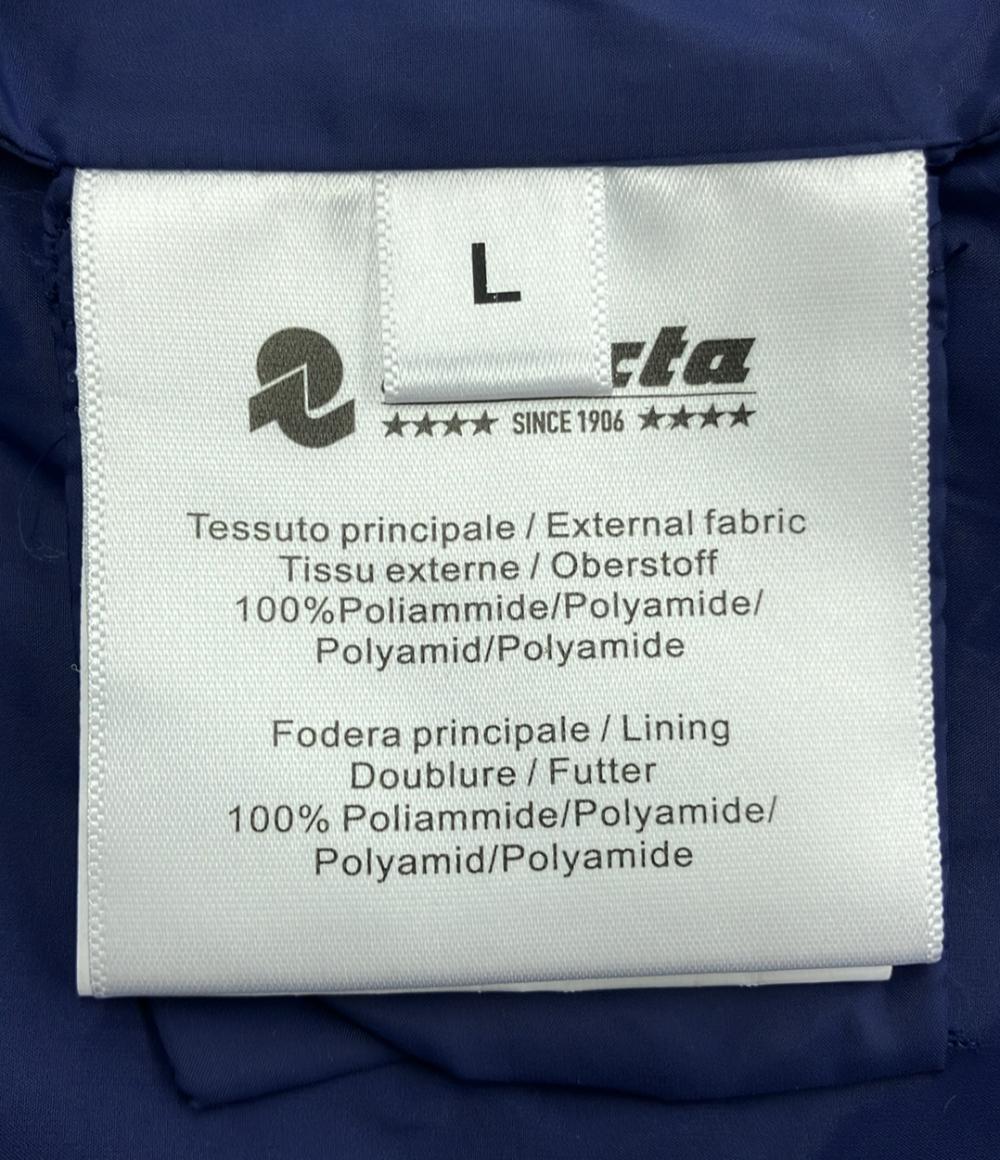 L
cta
★★★★ SINCE 1906 ★★★★
Tessuto principale / External fabric
Tissu externe / Oberstoff
100%Poliammide/Polyamide/
Polyamid/Polyamide
Fodera principale / Lining
Doublure / Futter
100% Poliammide/Polyamide/
Polyamid/Polyamide